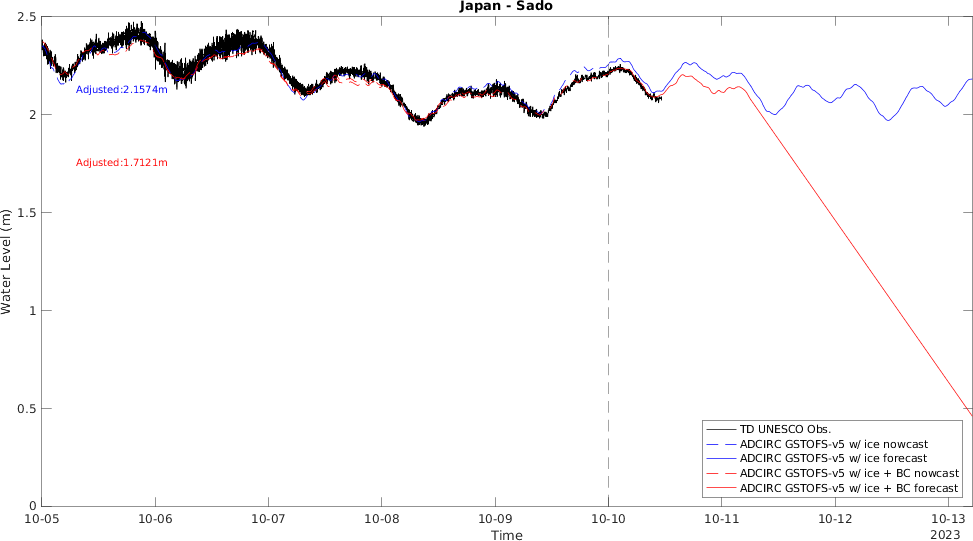 Japan - Sado
2.5
2
1.5
1
0.5
0
Water Level (m)
Adjusted:2.1574m
Adjusted:1.7121m
TD UNESCO Obs.
ADCIRC GSTOFS-v5 w/ ice nowcast
ADCIRC GSTOFS-v5 w/ ice forecast
ADCIRC GSTOFS-v5 w/ ice + BC nowcast
ADCIRC GSTOFS-v5 w/ ice + BC forecast
10-05 10-06 10-07 10-08 10-09 10-10 10-11 10-12 10-13
Time 2023